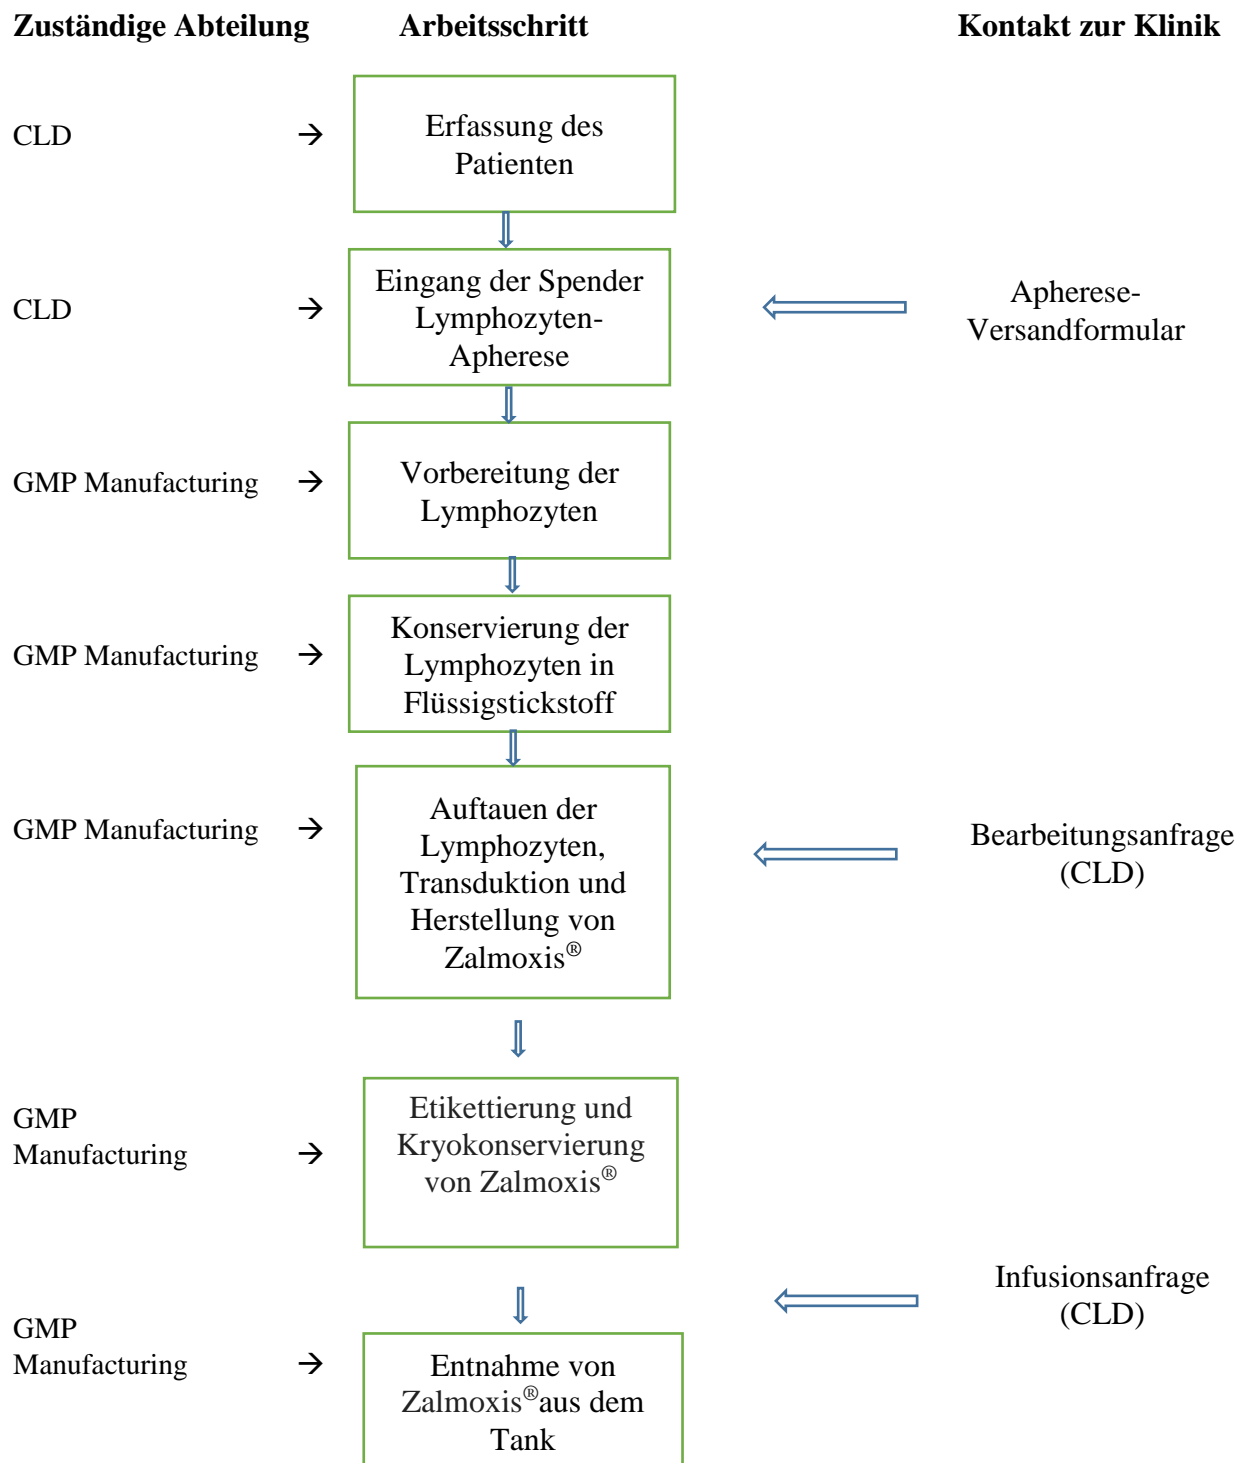 Zuständige Abteilung Arbeitsschritt Kontakt zur Klinik
CLD → Erfassung des
Patienten
CLD → Eingang der Spender
Lymphozyten-
Apherese
Apherese-
Versandformular
GMP Manufacturing → Vorbereitung der
Lymphozyten
GMP Manufacturing → Konservierung der
Lymphozyten in
Flüssigstickstoff
GMP Manufacturing → Auftauen der
Lymphozyten,
Transduktion und
Herstellung von
Zalmoxis®
Bearbeitungsanfrage
(CLD)
GMP
Manufacturing → Etikettierung und
Kryokonservierung
von Zalmoxis®
Infusionsanfrage
(CLD)
GMP
Manufacturing → Entnahme von
Zalmoxis®aus dem
Tank